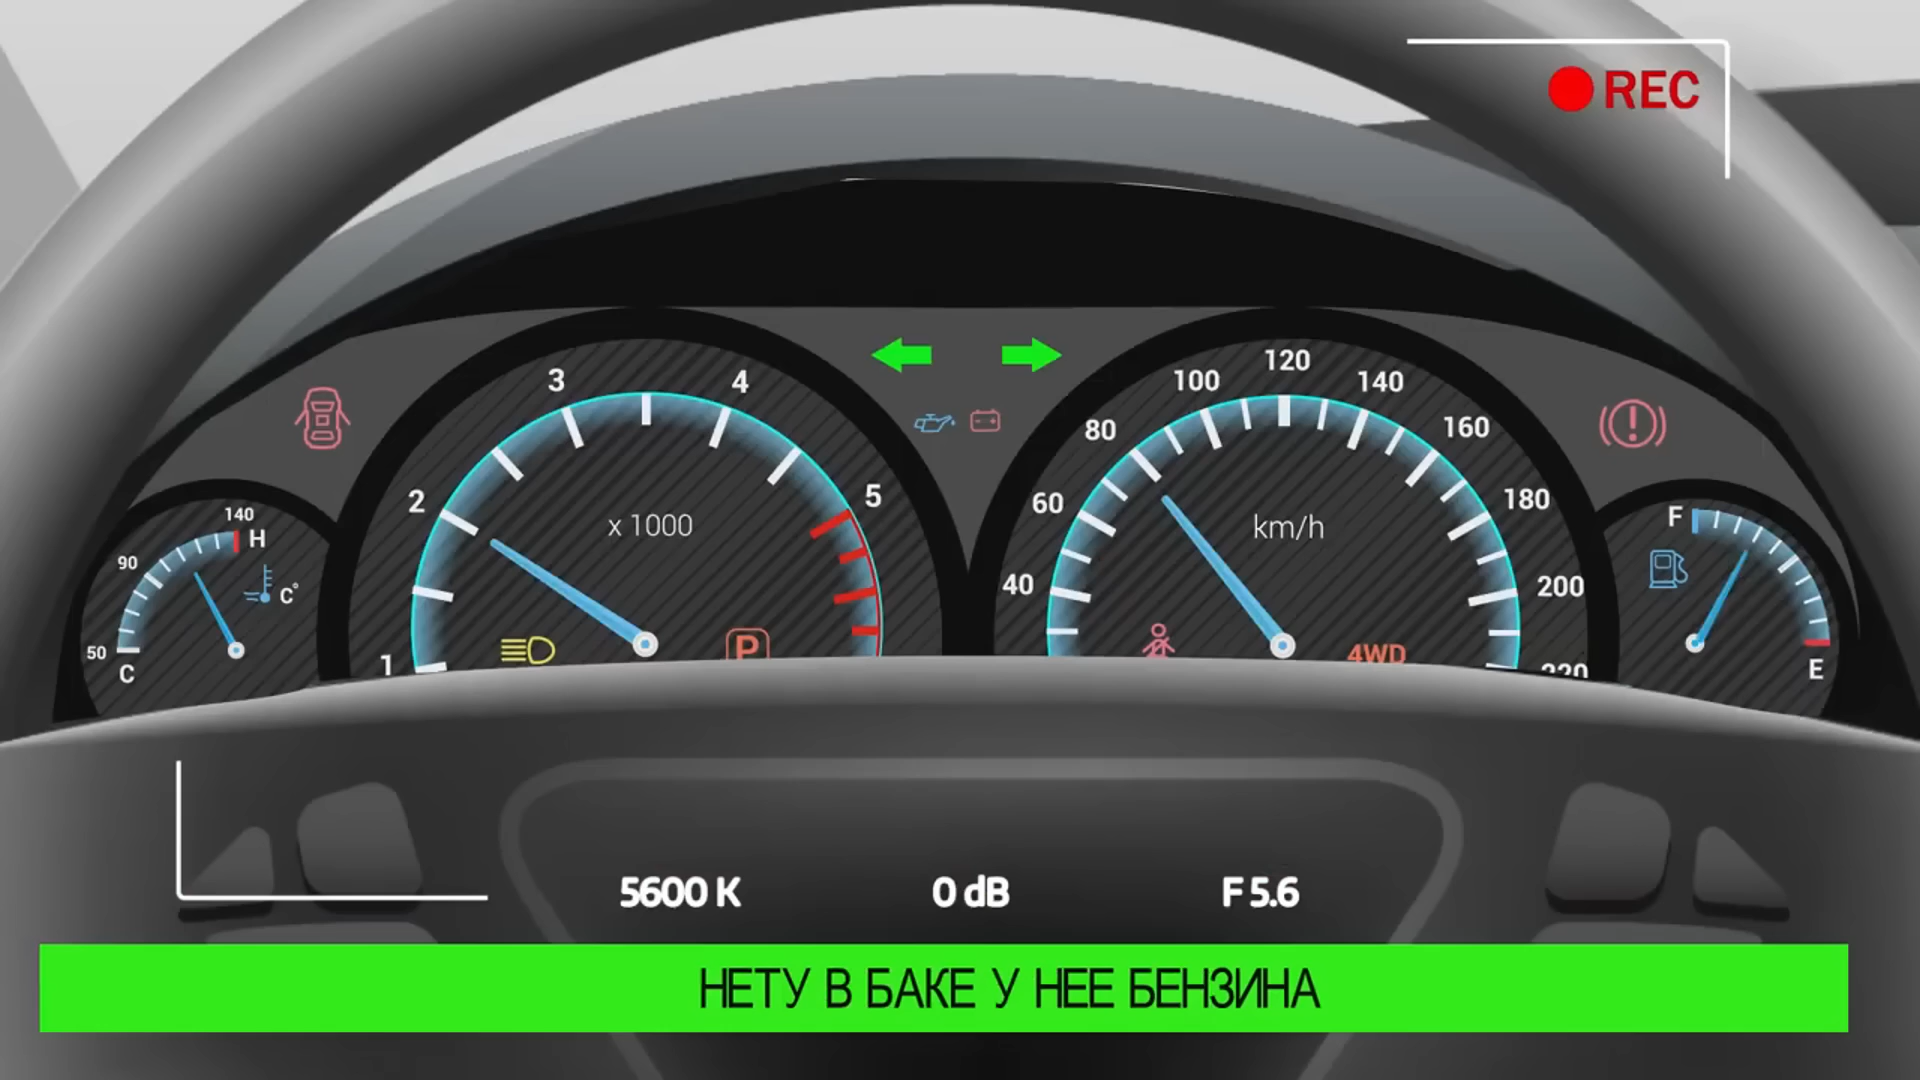 REC
120
100 140
3 4
80 160
2 5 60 180
140
F
H
x 1000 km/h
90
40 200
C°
50
P
4WD
1
220
C
E
5600 K 0 dB F 5.6
НЕТУ В БАКЕ У НЕЕ БЕНЗИНА